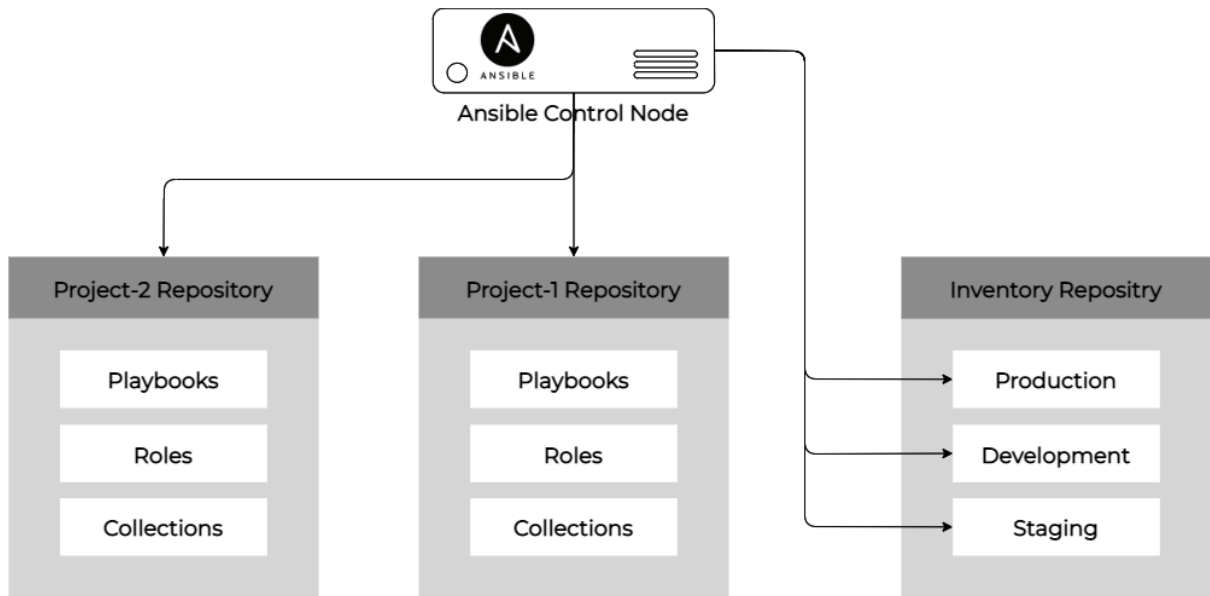 ANSIBLE
Ansible Control Node
Project-2 Repository
Playbooks
Roles
Collections
Project-1 Repository
Playbooks
Roles
Collections
Inventory Repositry
Production
Development
Staging